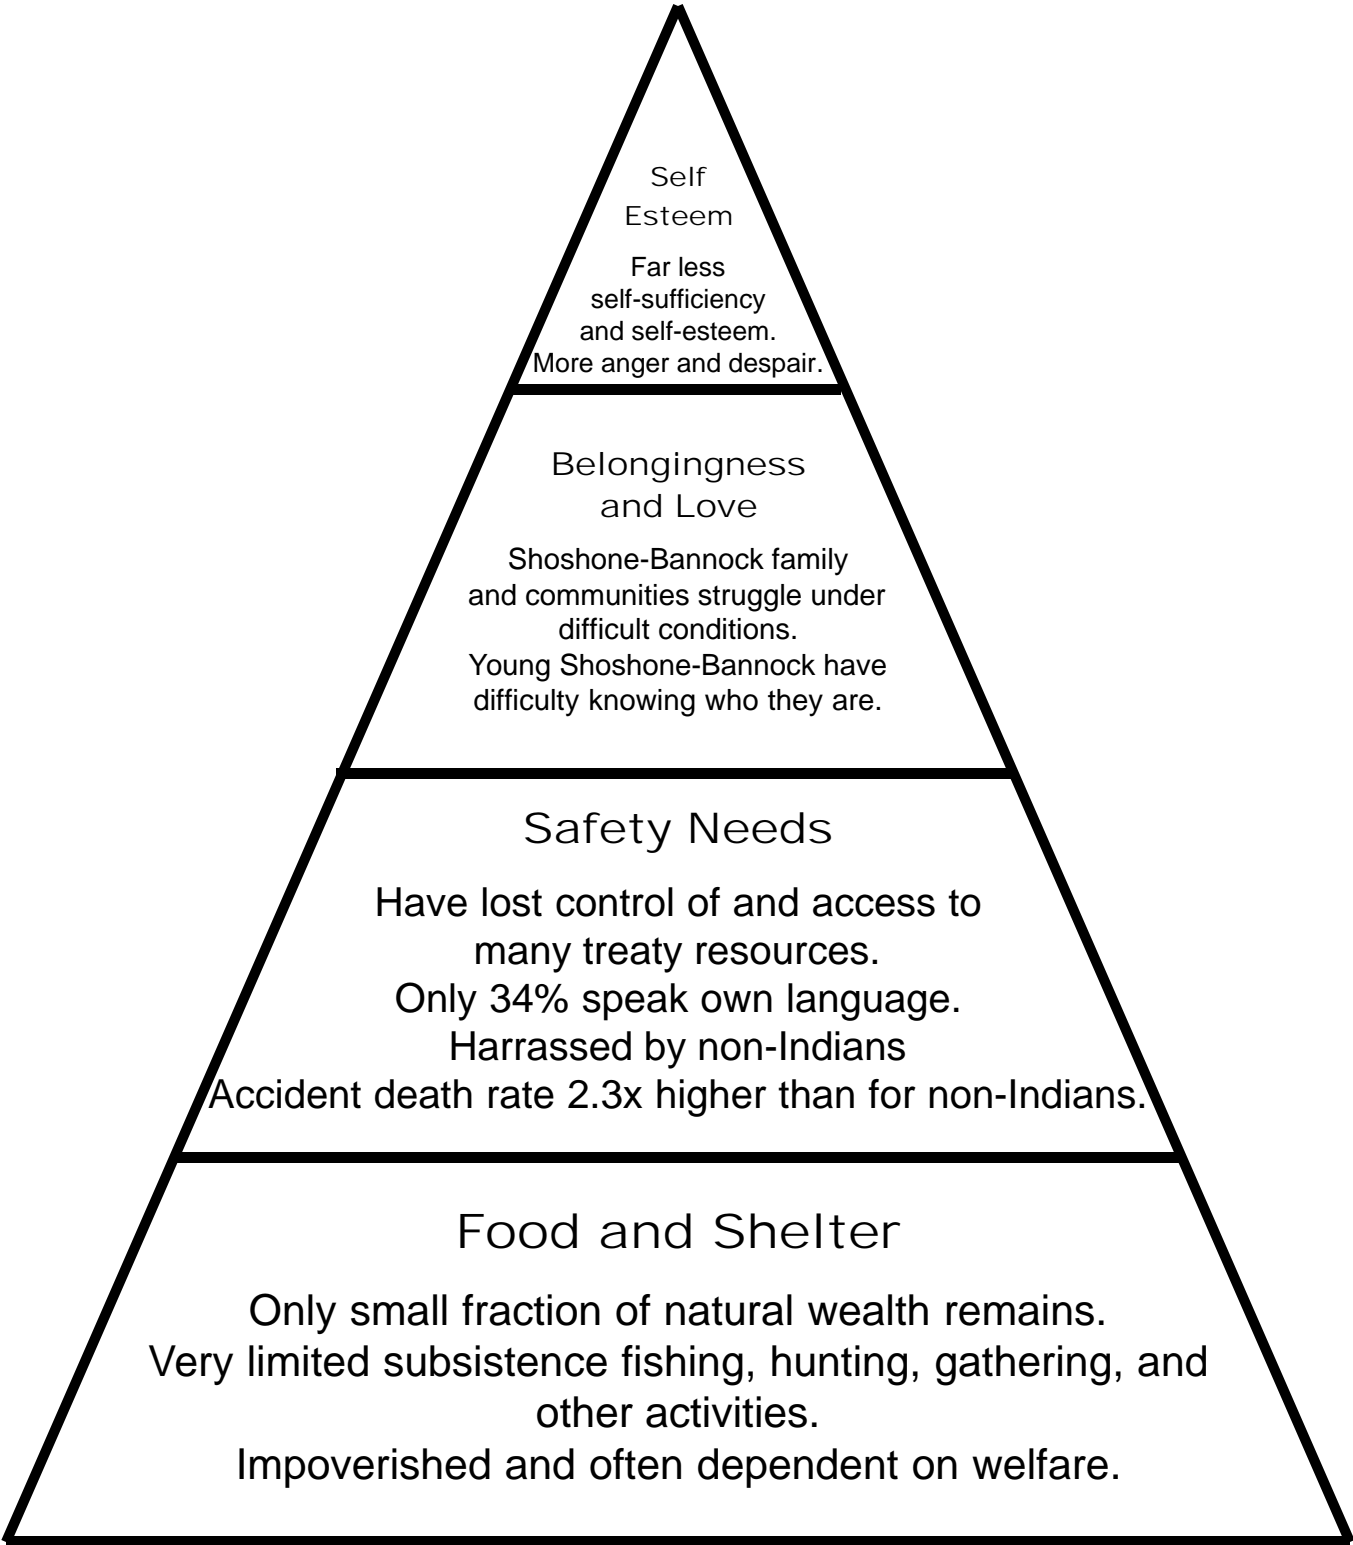 Self
Esteem
Far less
self-sufficiency
and self-esteem.
More anger and despair.
Belongingness
and Love
Shoshone-Bannock family
and communities struggle under
difficult conditions.
Young Shoshone-Bannock have
difficulty knowing who they are.
Safety Needs
Have lost control of and access to
many treaty resources.
Only 34% speak own language.
Harrassed by non-Indians
Accident death rate 2.3x higher than for non-Indians.
Food and Shelter
Only small fraction of natural wealth remains.
Very limited subsistence fishing, hunting, gathering, and
other activities.
Impoverished and often dependent on welfare.